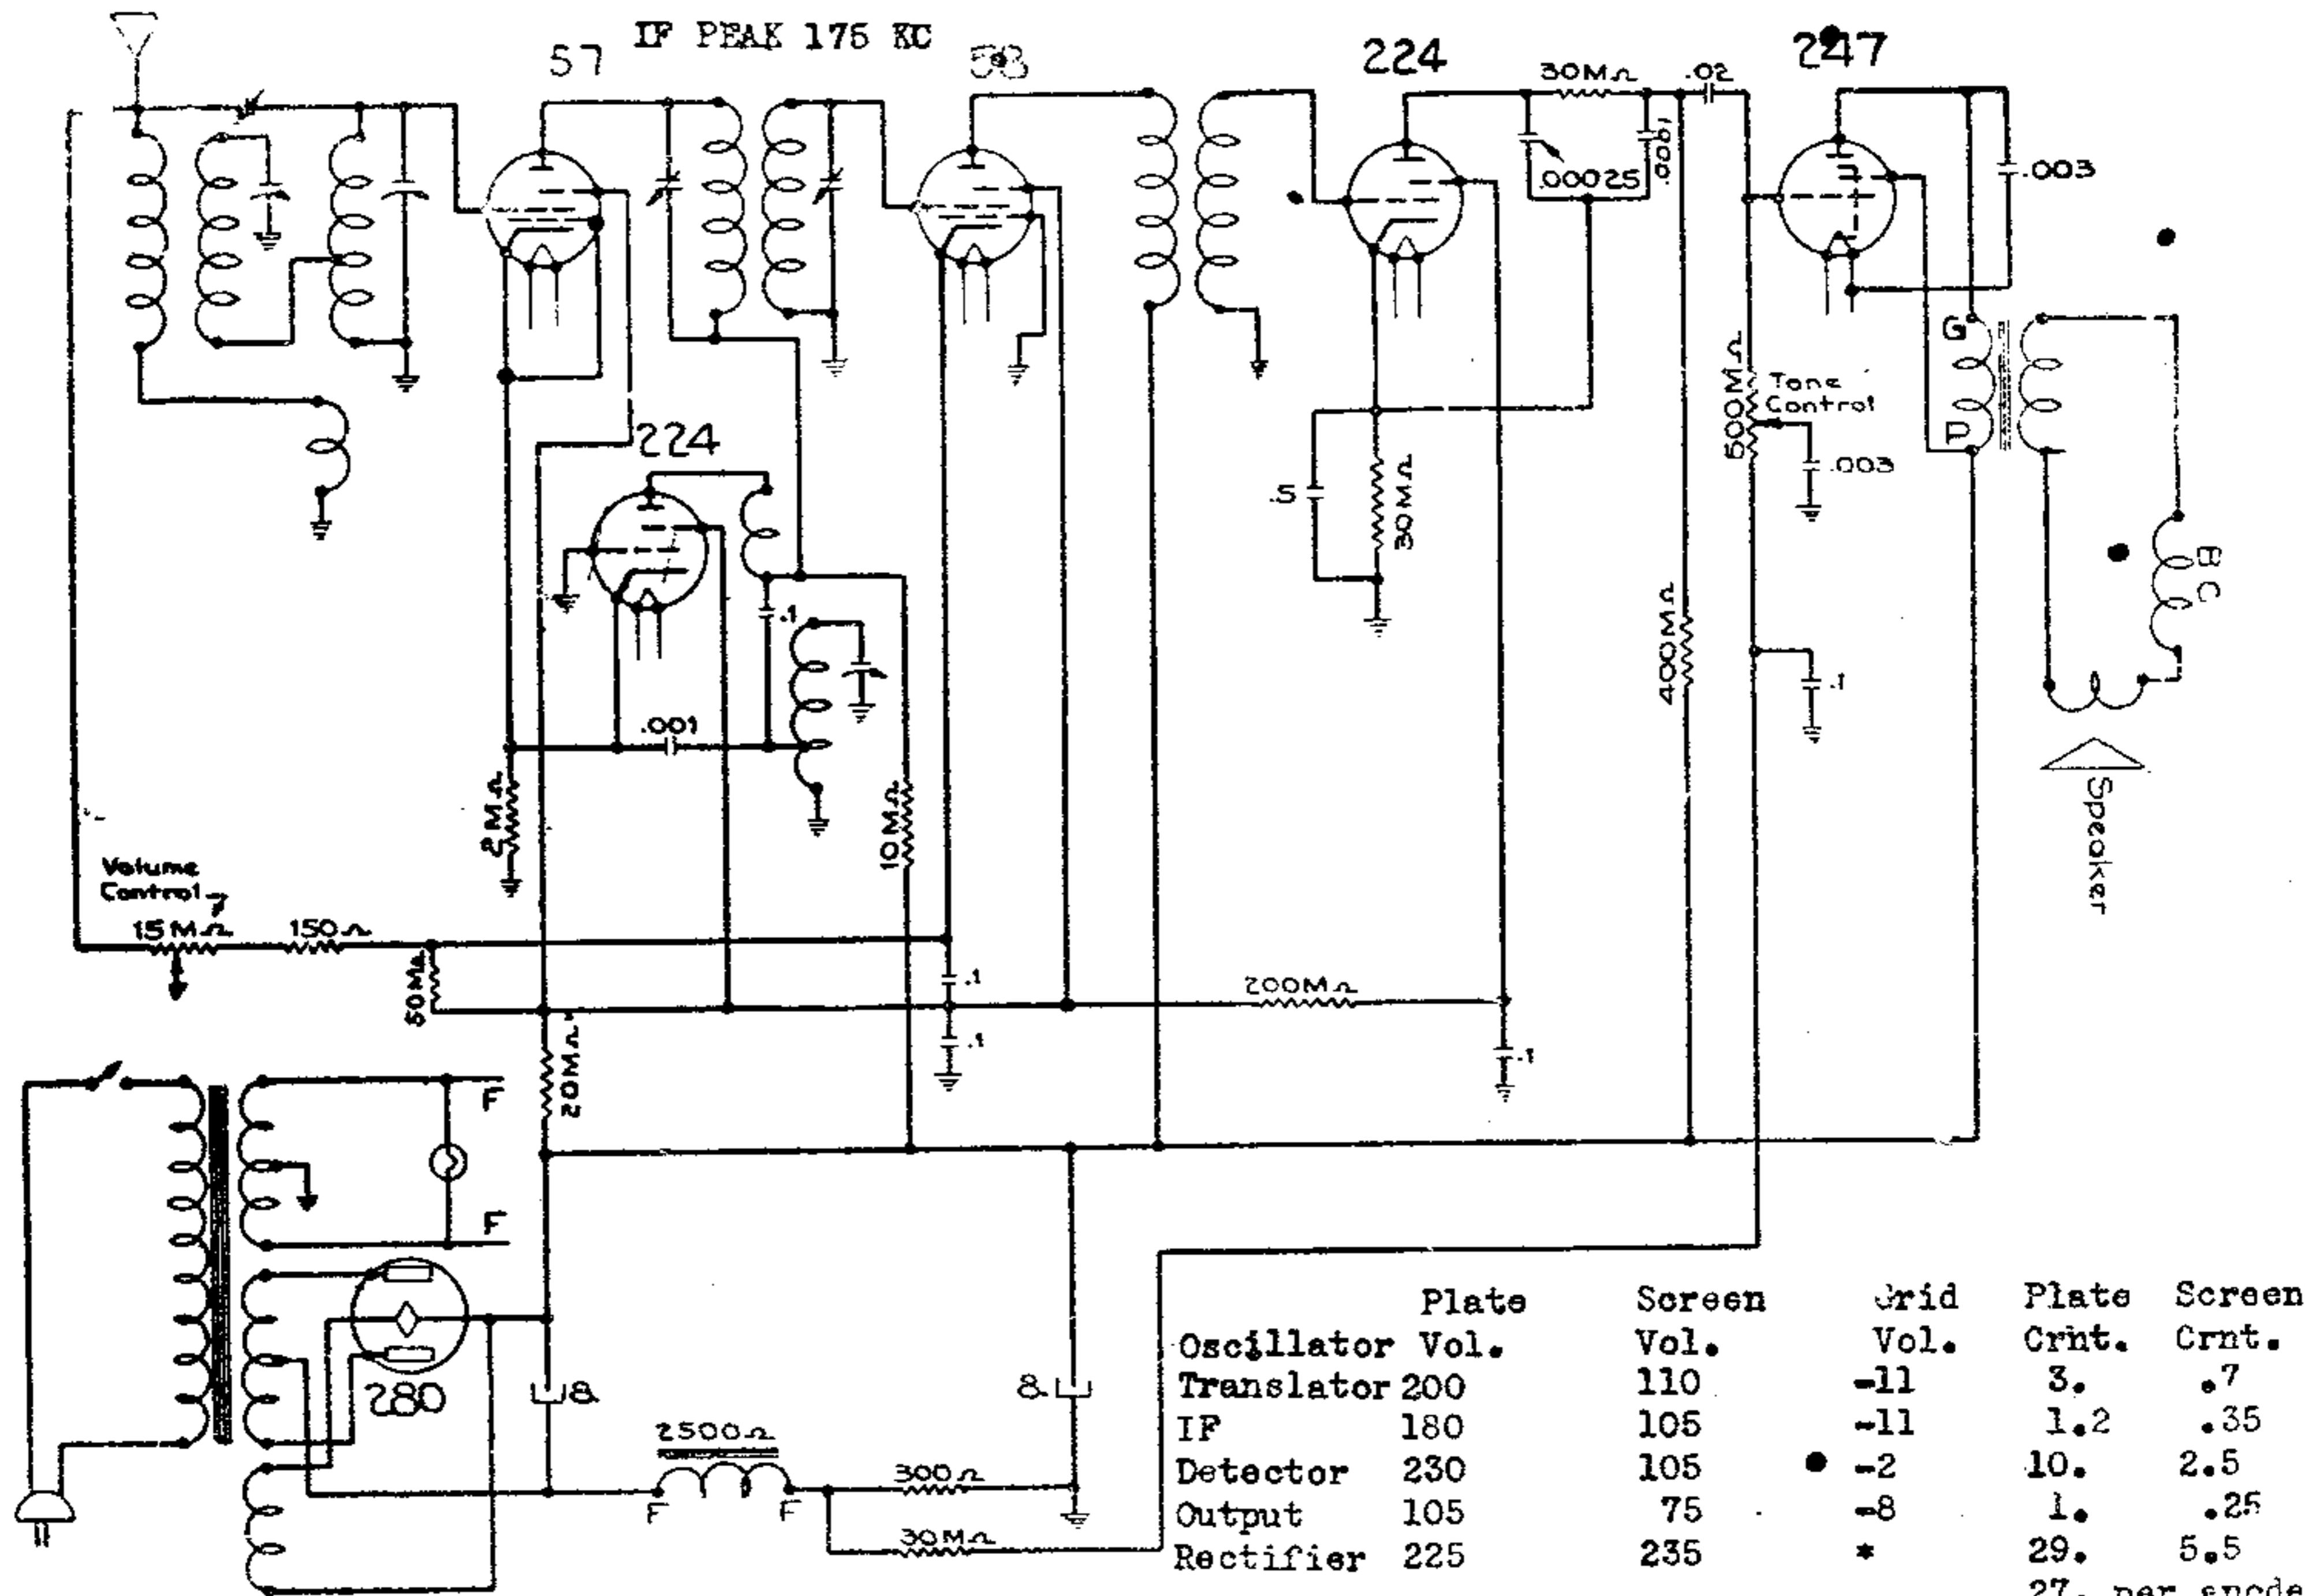 IF PEAK 175 KC
57
58
224
247
30MΩ
.02
.00025
.001
.003
G
P
500MΩ
Tone
Control
.003
BC
Speaker
224
.1
.001
.5
30MΩ
400MΩ
.1
2MΩ
10MΩ
Volume
Control
15MΩ
150Ω
50MΩ
.1
.1
200MΩ
.1
20MΩ
F
F
280
8
8
2500Ω
F
F
300Ω
30MΩ
Plate Screen Grid Plate Screen
Oscillator Vol. Vol. Vol. Crnt. Crnt.
Translator 200 110 -11 3. .7
IF 180 105 -11 1.2 .35
Detector 230 105 -2 10. 2.5
Output 105 75 -8 1. .25
Rectifier 225 235 * 29. 5.5
27. per anode